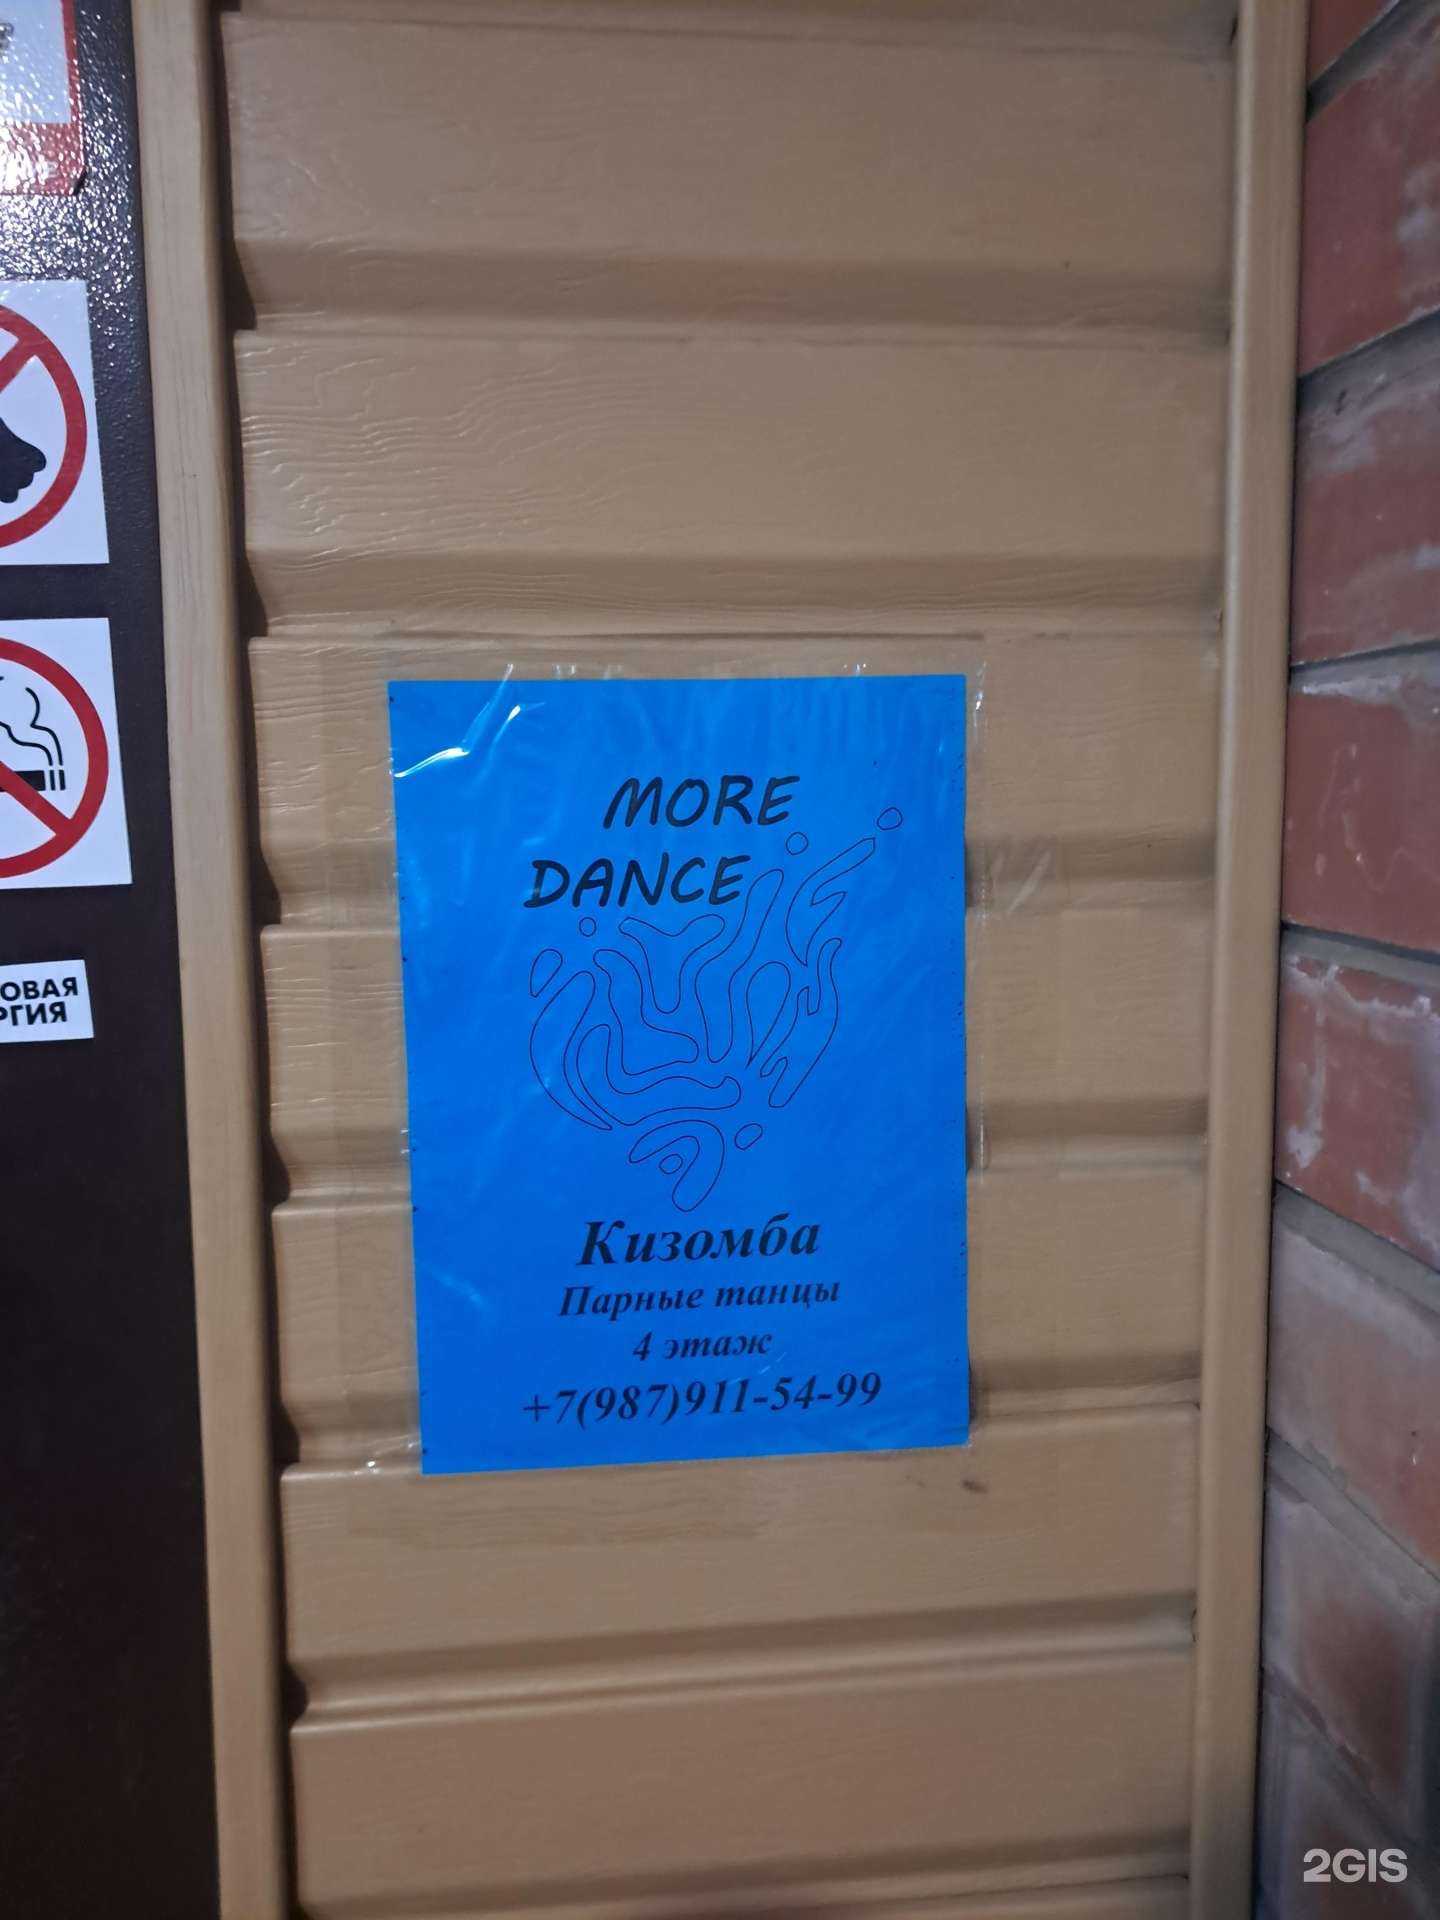 MORE
DANCE
Кизомба
Парные танцы
4 этаж
+7(987)911-54-99
ОВАЯ
РГИЯ
2GIS